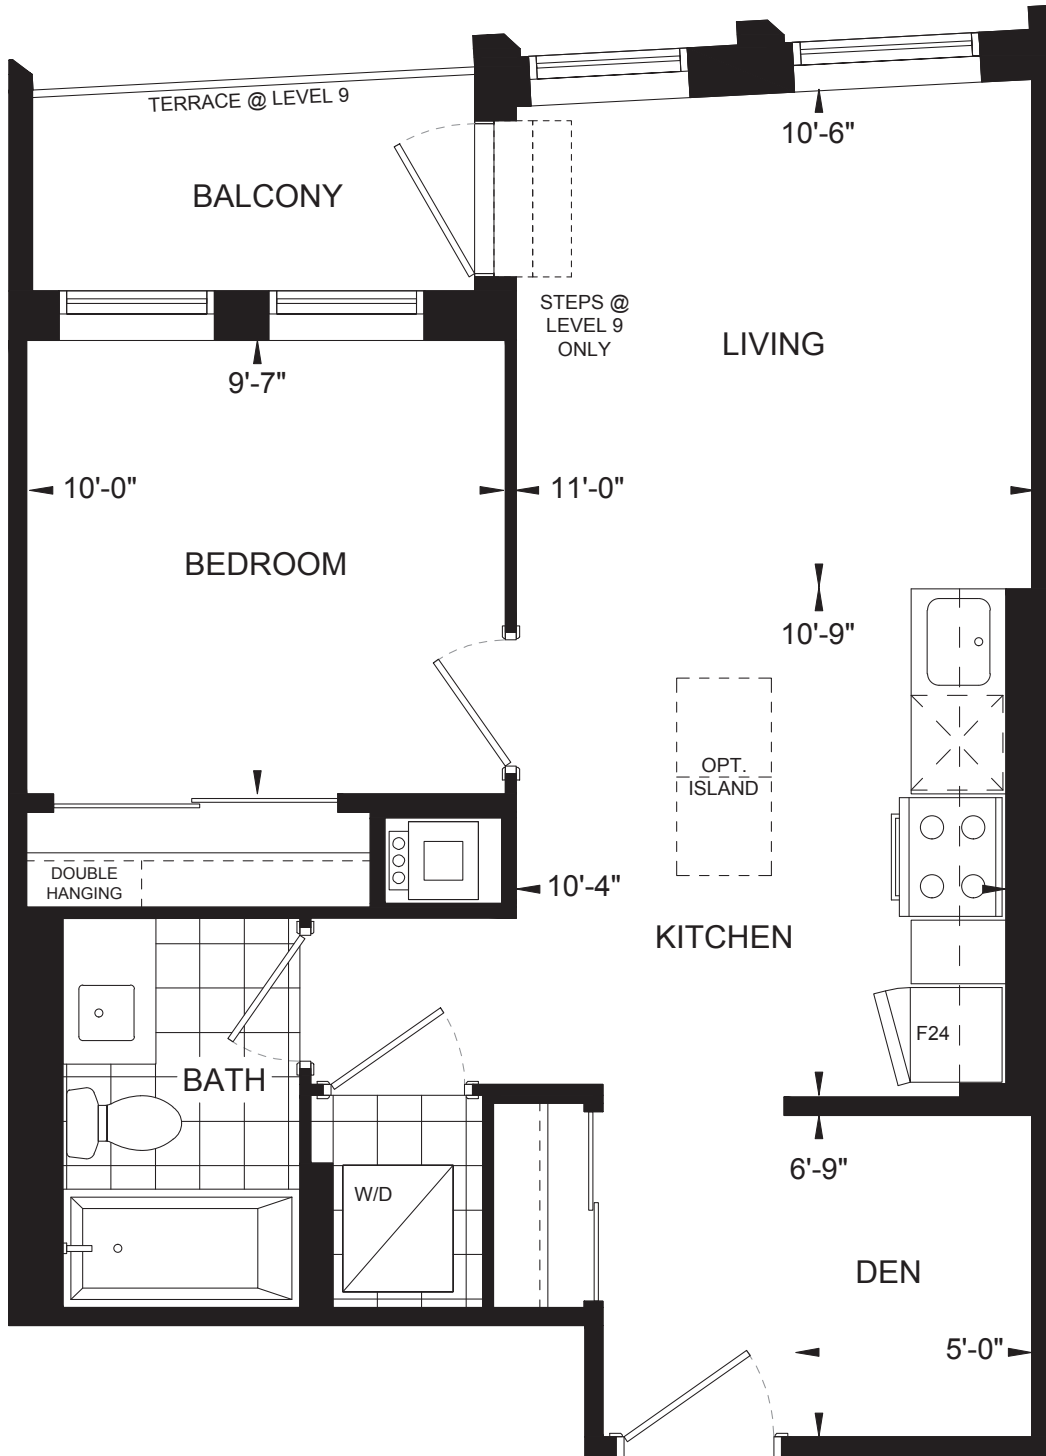 TERRACE @ LEVEL 9
10'-6"
BALCONY
STEPS @
LEVEL 9
ONLY
LIVING
9'-7"
10'-0"
11'-0"
BEDROOM
10'-9"
OPT.
ISLAND
DOUBLE
HANGING
10'-4"
KITCHEN
F24
BATH
6'-9"
W/D
DEN
5'-0"